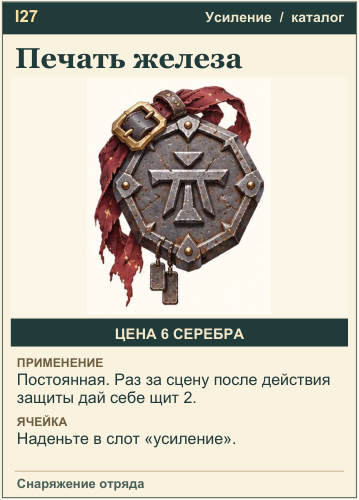 I27
Усиление / каталог
Печать железа
ЦЕНА 6 СЕРЕБРА
ПРИМЕНЕНИЕ
Постоянная. Раз за сцену после действия
защиты дай себе щит 2.
ЯЧЕЙКА
Наденьте в слот «усиление».
Снаряжение отряда